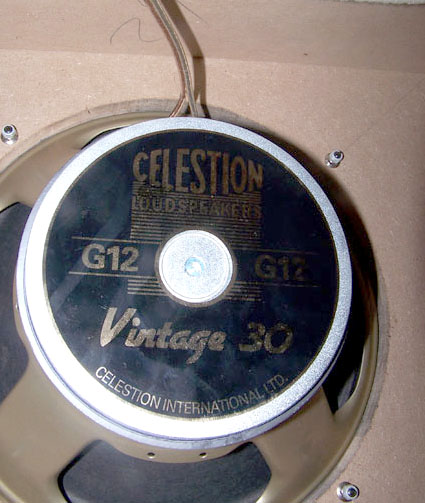 CELESTION
LOUDSPEAKERS
G12 G12
Vintage 30
CELESTION INTERNATIONAL LTD.